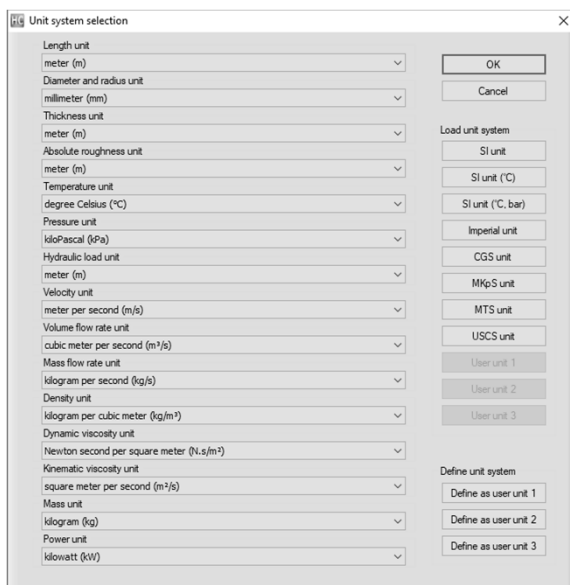 HC Unit system selection
Length unit
meter (m)
Diameter and radius unit
millimeter (mm)
Thickness unit
meter (m)
Absolute roughness unit
meter (m)
Temperature unit
degree Celsius (ºC)
Pressure unit
kiloPascal (kPa)
Hydraulic load unit
meter (m)
Velocity unit
meter per second (m/s)
Volume flow rate unit
cubic meter per second (m³/s)
Mass flow rate unit
kilogram per second (kg/s)
Density unit
kilogram per cubic meter (kg/m³)
Dynamic viscosity unit
Newton second per square meter (N.s/m²)
Kinematic viscosity unit
square meter per second (m²/s)
Mass unit
kilogram (kg)
Power unit
kilowatt (kW)
OK
Cancel
Load unit system
SI unit
SI unit (°C)
SI unit (°C, bar)
Imperial unit
CGS unit
MKpS unit
MTS unit
USCS unit
User unit 1
User unit 2
User unit 3
Define unit system
Define as user unit 1
Define as user unit 2
Define as user unit 3